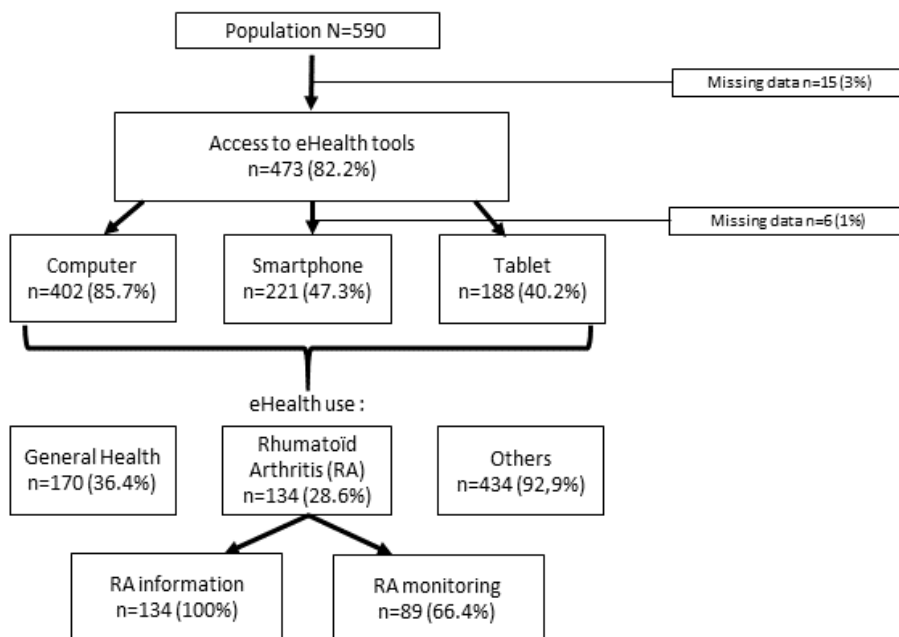 Population N=590
Missing data n=15 (3%)
Access to eHealth tools
n=473 (82.2%)
Missing data n=6 (1%)
Computer
n=402 (85.7%)
Smartphone
n=221 (47.3%)
Tablet
n=188 (40.2%)
eHealth use :
General Health
n=170 (36.4%)
Rhumatoïd
Arthritis (RA)
n=134 (28.6%)
Others
n=434 (92,9%)
RA information
n=134 (100%)
RA monitoring
n=89 (66.4%)